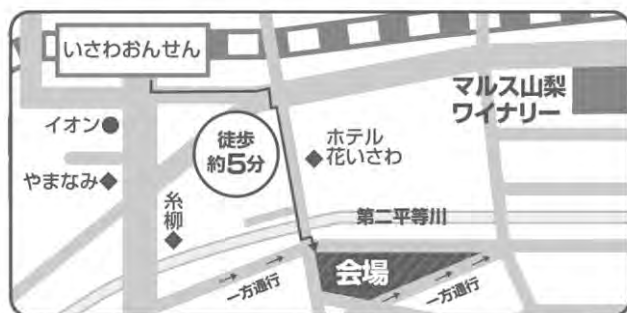 いさわおんせん
マルス山梨
ワイナリー
イオン
徒歩
約5分
ホテル
花いさわ
やまなみ
糸柳
第二平等川
会場
一方通行
一方通行